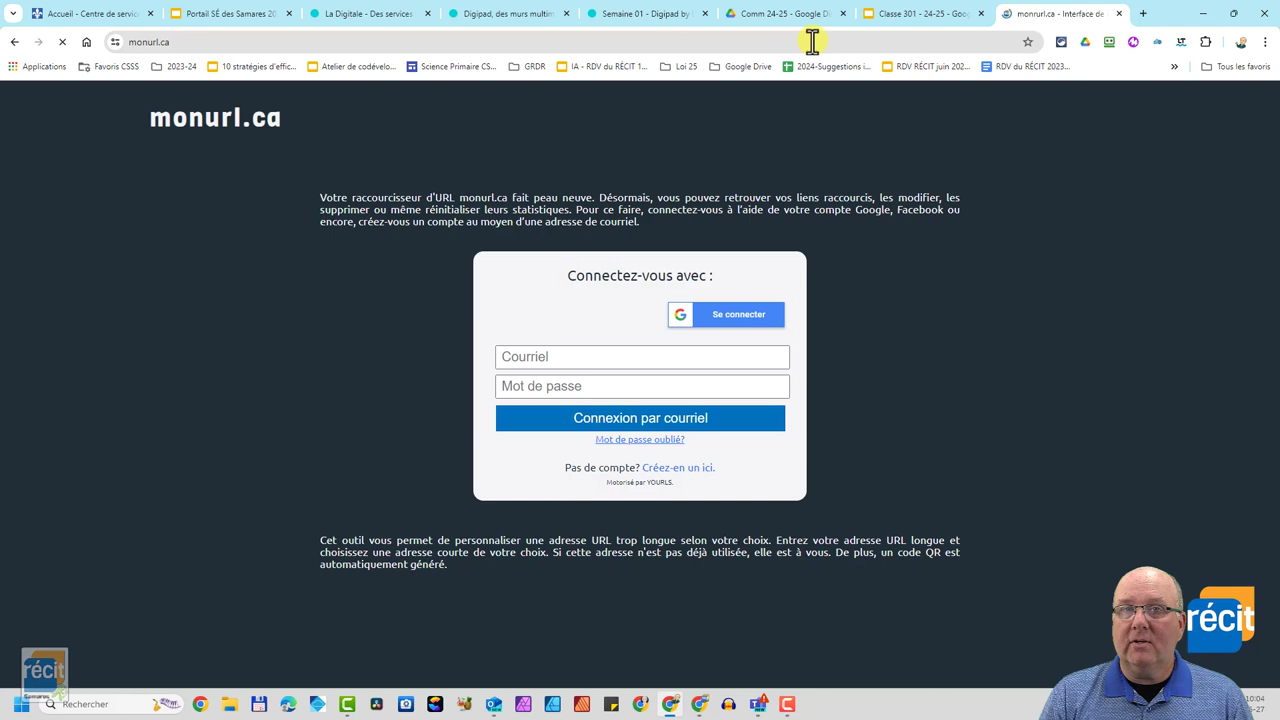 Accueil - Centre de service
Portail SÉ des Samares 20
La Digitale - Des services
Digipad, des murs multim
Semaine 01 - Digipad by
Comm 24-25 - Google D
Classe 301 - 24-25 - Goog
monrurl.ca - Interface de
monurl.ca
Applications
Favoris CSSS
2023-24
10 stratégies d'effic...
Atelier de codévelo...
Science Primaire CS...
GRDR
IA - RDV du RÉCIT 1...
Loi 25
Google Drive
2024-Suggestions i...
RDV RÉCIT juin 202...
RDV du RÉCIT 2023...
»
Tous les favoris
monurl.ca
Votre raccourcisseur d'URL monurl.ca fait peau neuve. Désormais, vous pouvez retrouver vos liens raccourcis, les modifier,
supprimer ou même réinitialiser leurs statistiques. Pour ce faire, connectez-vous à l'aide de votre compte Google, Facebook ou
encore, créez-vous un compte au moyen d'une adresse de courriel.
Connectez-vous avec :
Se connecter
Courriel
Mot de passe
Connexion par courriel
Mot de passe oublié?
Pas de compte? Créez-en un ici.
Motorisé par YOURLS.
Cet outil vous permet de personnaliser une adresse URL trop longue selon votre choix. Entrez votre adresse URL longue et
choisissez une adresse courte de votre choix. Si cette adresse n'est pas déjà utilisée, elle est à vous. De plus, un code QR est
automatiquement généré.
récit
récit
Samares
Rechercher
10:04
-27